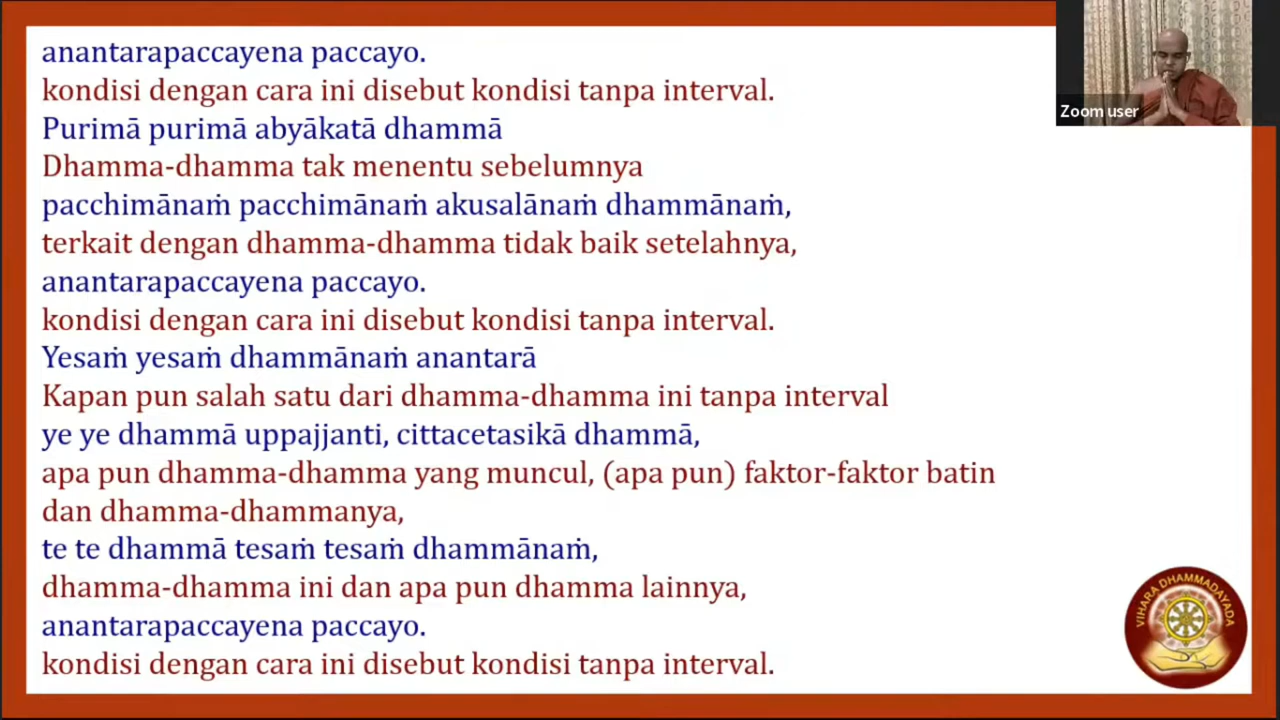 anantarapaccayena paccayo.
kondisi dengan cara ini disebut kondisi tanpa interval.
Purimā purimā abyākatā dhammā
Dhamma-dhamma tak menentu sebelumnya
pacchimānaṁ pacchimānaṁ akusalānaṁ dhammānaṁ,
terkait dengan dhamma-dhamma tidak baik setelahnya,
anantarapaccayena paccayo.
kondisi dengan cara ini disebut kondisi tanpa interval.
Yesaṁ yesaṁ dhammānaṁ anantarā
Kapan pun salah satu dari dhamma-dhamma ini tanpa interval
ye ye dhammā uppajjanti, cittacetasikā dhammā,
apa pun dhamma-dhamma yang muncul, (apa pun) faktor-faktor batin
dan dhamma-dhammanya,
te te dhammā tesaṁ tesaṁ dhammānaṁ,
dhamma-dhamma ini dan apa pun dhamma lainnya,
anantarapaccayena paccayo.
kondisi dengan cara ini disebut kondisi tanpa interval.
Zoom user
VIHARA DHAMMADAYADA